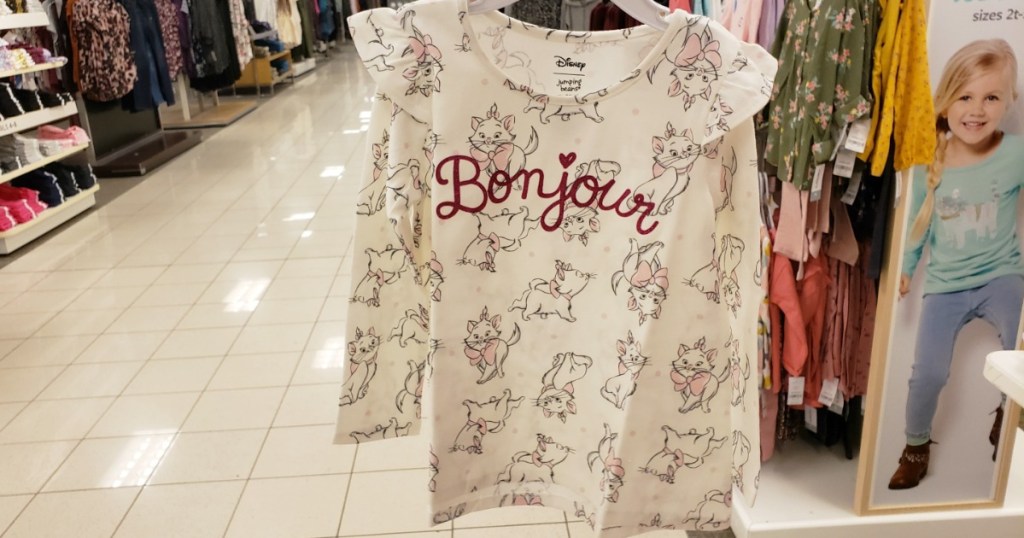 sizes 2t-
Disney
jumping
beans
Bonjour